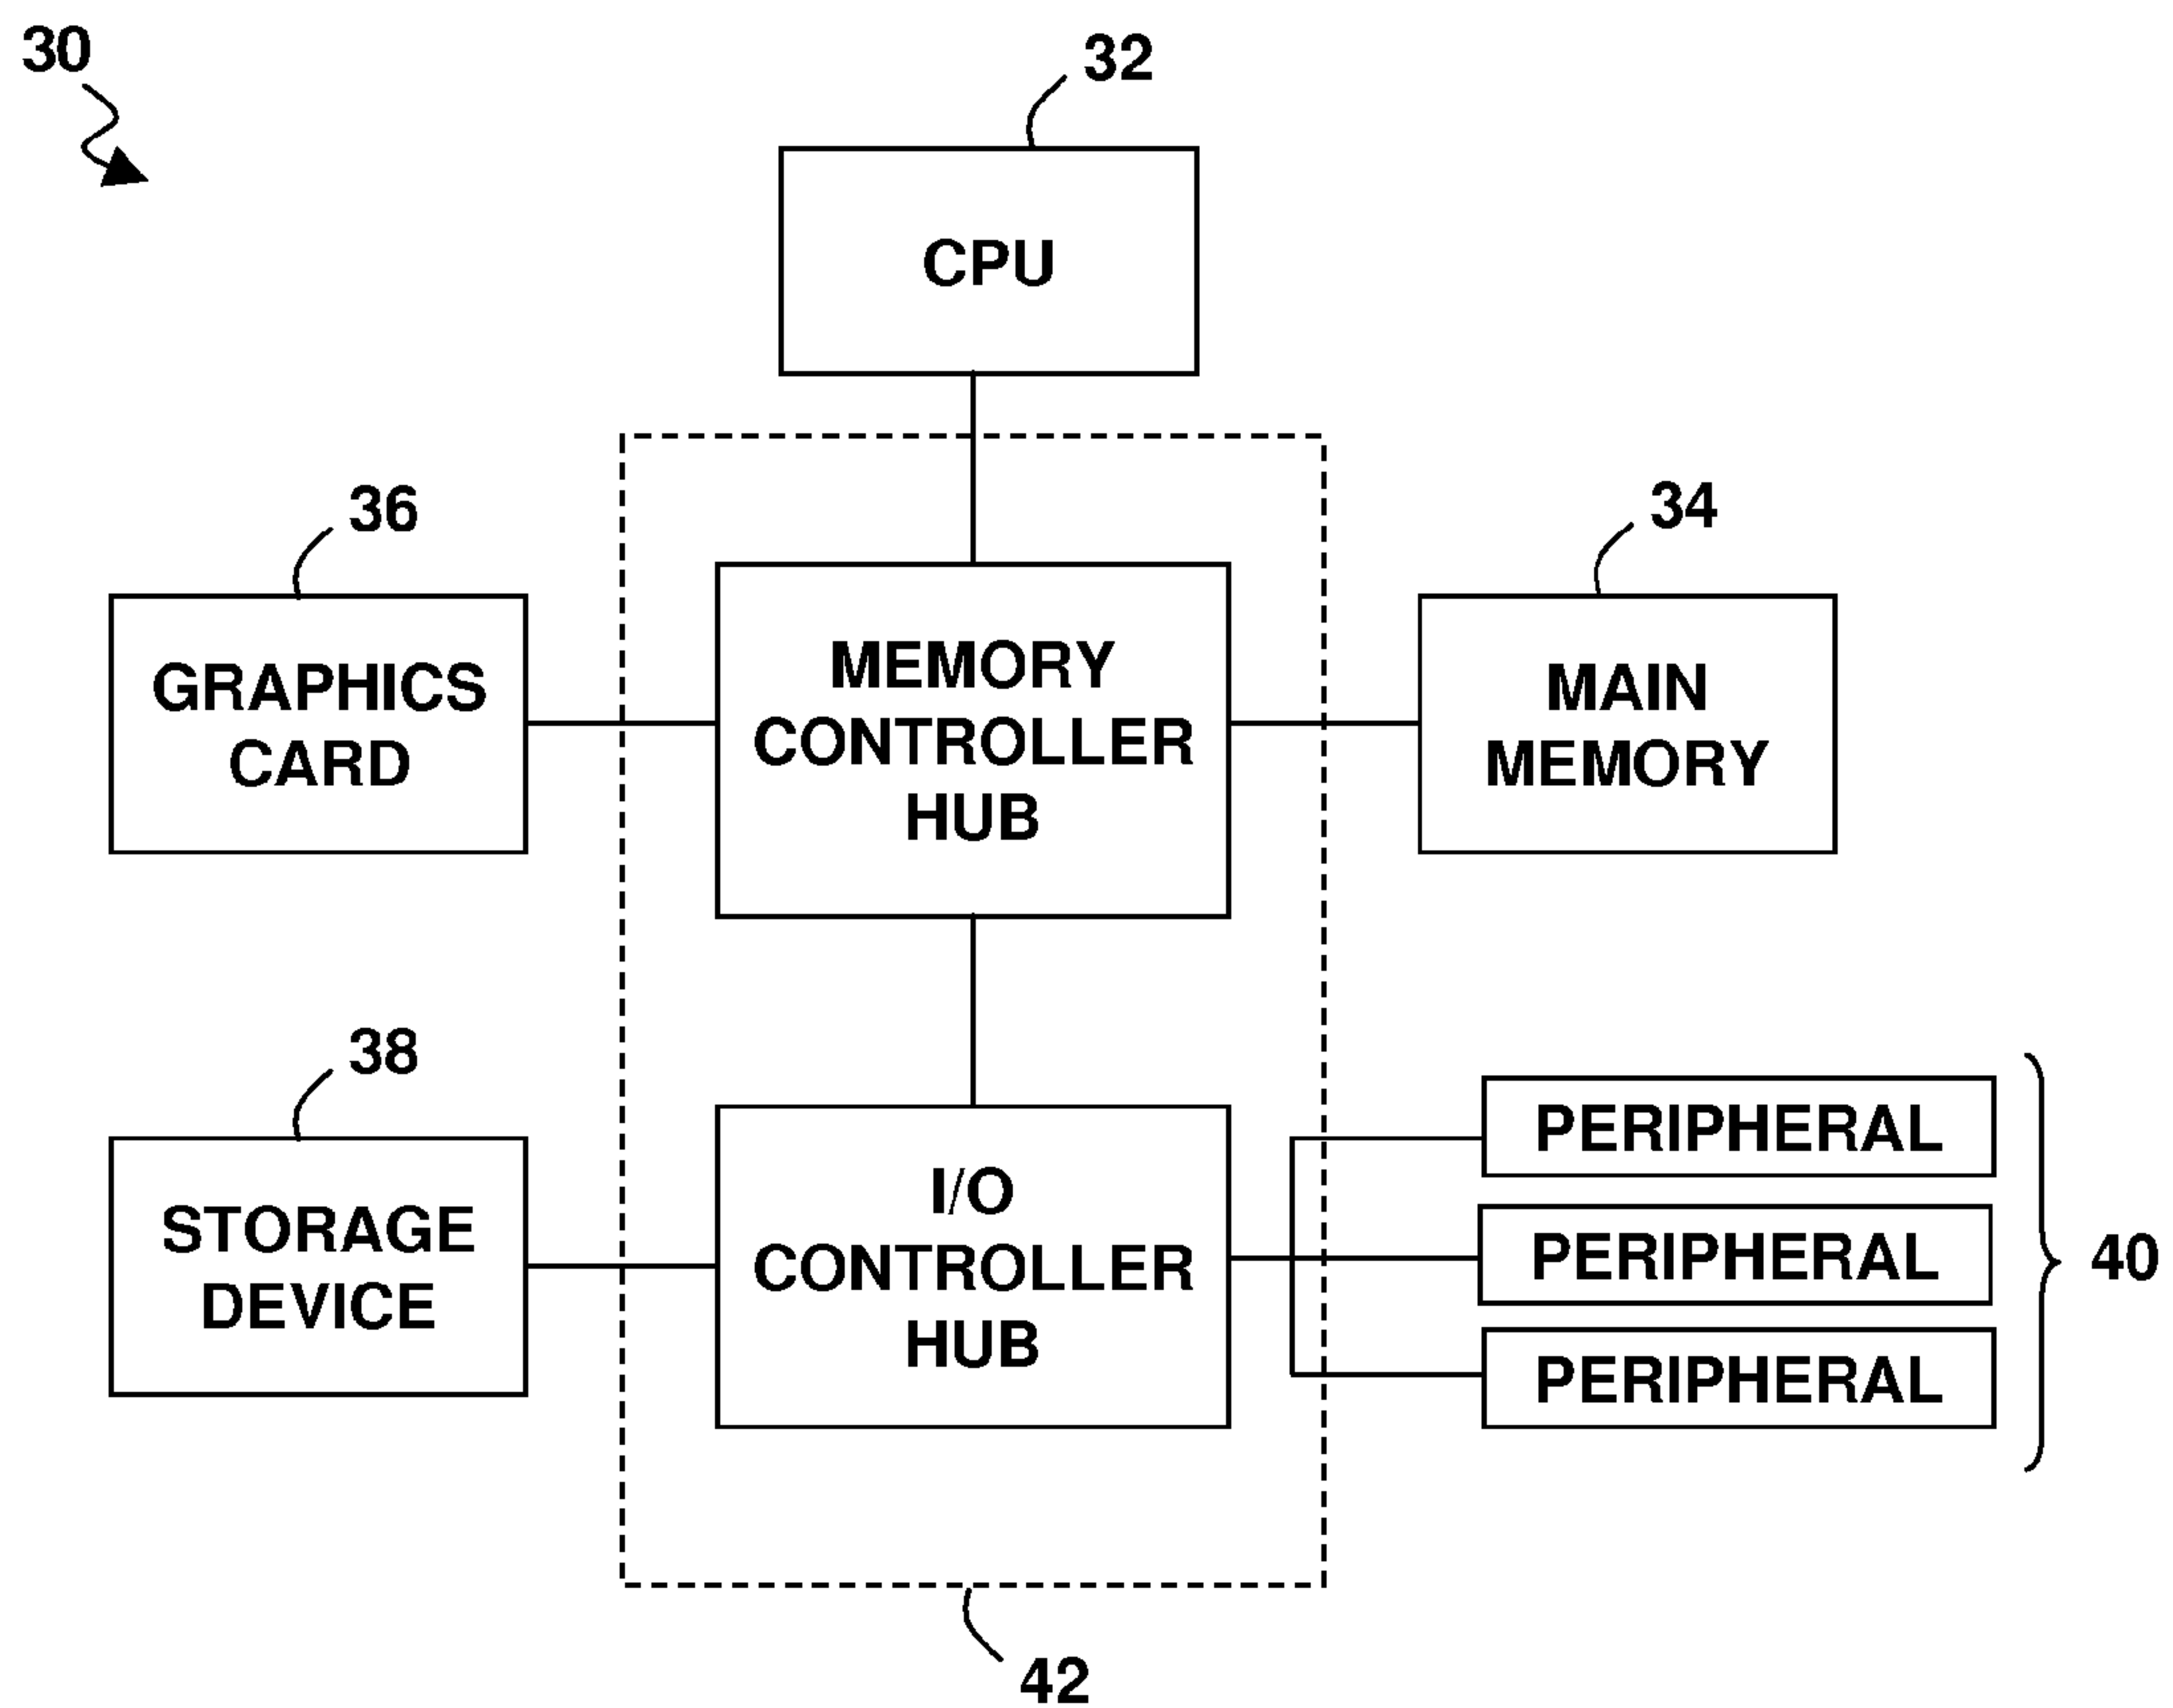 30
32
CPU
36
34
GRAPHICS
CARD
MEMORY
CONTROLLER
HUB
MAIN
MEMORY
38
STORAGE
DEVICE
I/O
CONTROLLER
HUB
PERIPHERAL
PERIPHERAL
PERIPHERAL
40
42